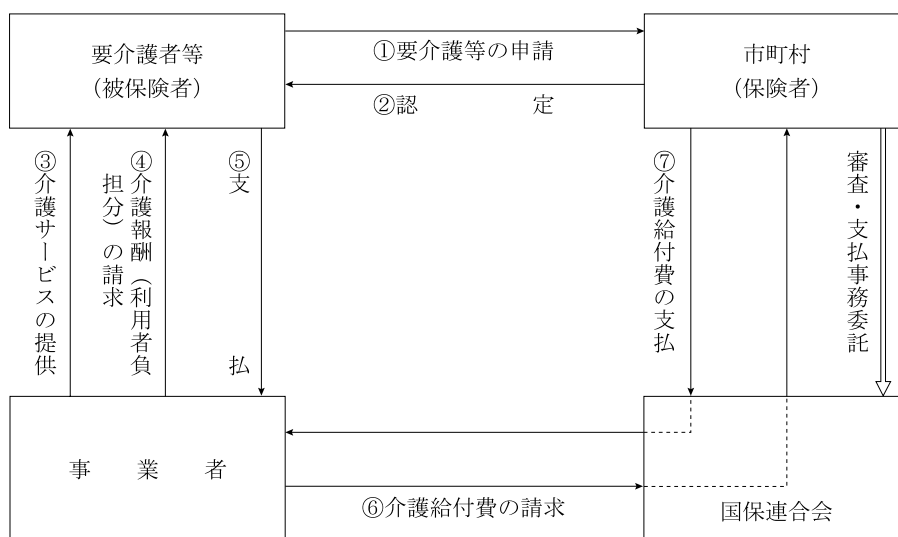 要介護者等
（被保険者）
①要介護等の申請
②認定
市町村
（保険者）
③介護サービスの提供
④介護報酬（利用者負
担分）の請求
⑤支払
⑦介護給付費の支払
審査・支払事務委託
事業者
⑥介護給付費の請求
国保連合会